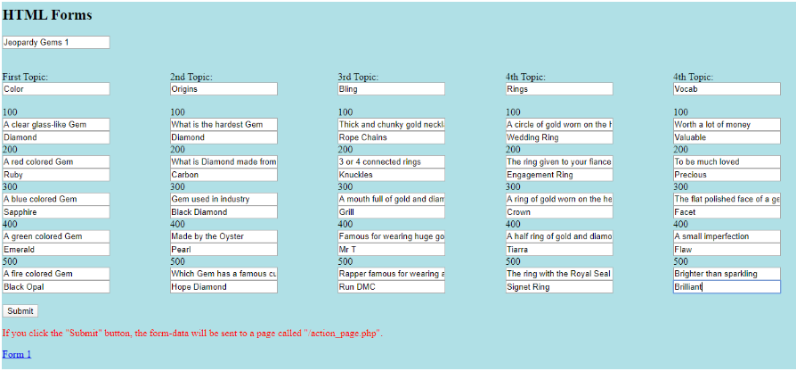 HTML Forms
Jeopardy Gems 1
First Topic: 2nd Topic: 3rd Topic: 4th Topic: 4th Topic:
Color Origins Bling Rings Vocab
100 100 100 100 100
A clear glass-like Gem What is the hardest Gem Thick and chunky gold neckl A circle of gold worn on the h Worth a lot of money
Diamond Diamond Rope Chains Wedding Ring Valuable
200 200 200 200 200
A red colored Gem What is Diamond made from 3 or 4 connected rings The ring given to your fiance To be much loved
Ruby Carbon Knuckles Engagement Ring Precious
300 300 300 300 300
A blue colored Gem Gem used in industry A mouth full of gold and diam A ring of gold worn on the he The flat polished face of a ge
Sapphire Black Diamond Grill Crown Facet
400 400 400 400 400
A green colored Gem Made by the Oyster Famous for wearing huge go A half ring of gold and diamo A small imperfection
Emerald Pearl Mr T Tiarra Flaw
500 500 500 500 500
A fire colored Gem Which Gem has a famous cu Rapper famous for wearing a The ring with the Royal Seal Brighter than sparkling
Black Opal Hope Diamond Run DMC Signet Ring Brilliant
Submit
If you click the "Submit" button, the form-data will be sent to a page called "/action_page.php".
Form 1